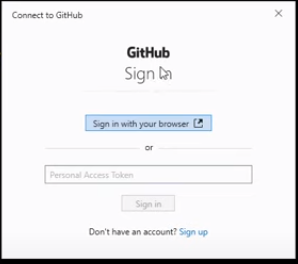 Connect to GitHub
GitHub
Sign in
Sign in with your browser
or
Personal Access Token
Sign in
Don't have an account? Sign up